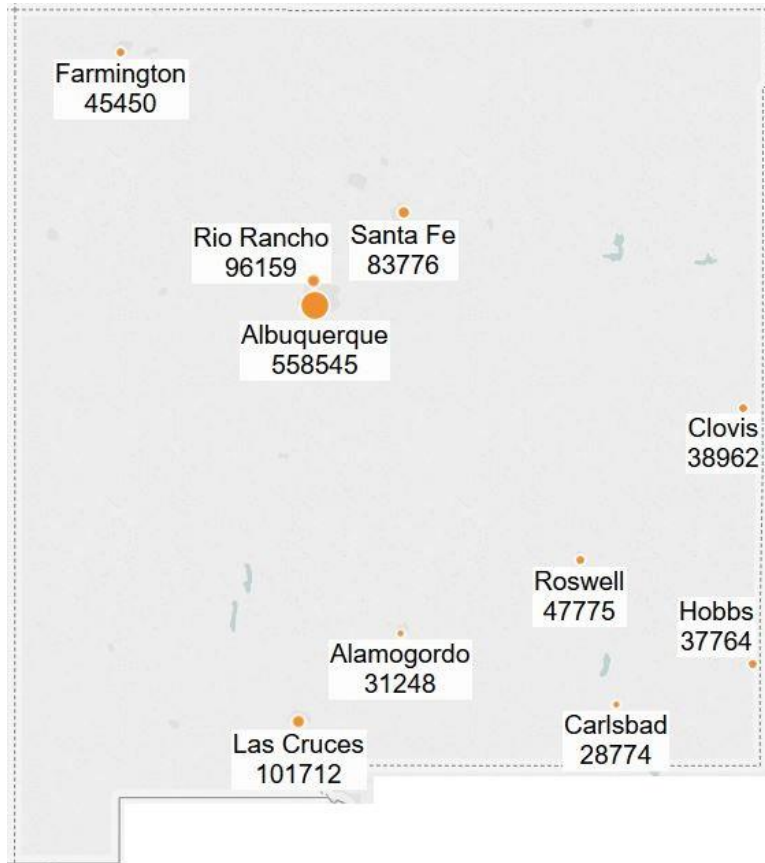 Farmington
45450
Rio Rancho
96159
Santa Fe
83776
Albuquerque
558545
Clovis
38962
Roswell
47775
Hobbs
37764
Alamogordo
31248
Las Cruces
101712
Carlsbad
28774